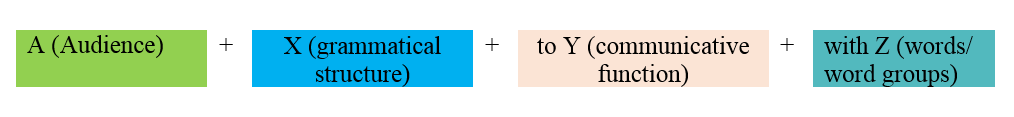 A (Audience) + X (grammatical + to Y (communicative + with Z (words/
structure) function) word groups)